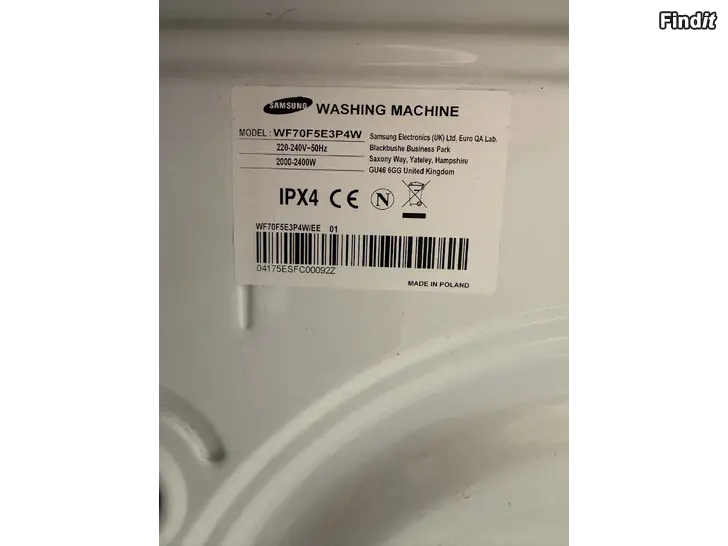 Findit
SAMSUNG WASHING MACHINE
MODEL : WF70F5E3P4W
220-240V~50Hz
2000-2400W
Samsung Electronics (UK) Ltd, Euro QA Lab.
Blackbushe Business Park
Saxony Way, Yateley, Hampshire
GU46 6GG United Kingdom
IPX4 CE N
WF70F5E3P4W/EE 01
04175ESFC00092Z
MADE IN POLAND